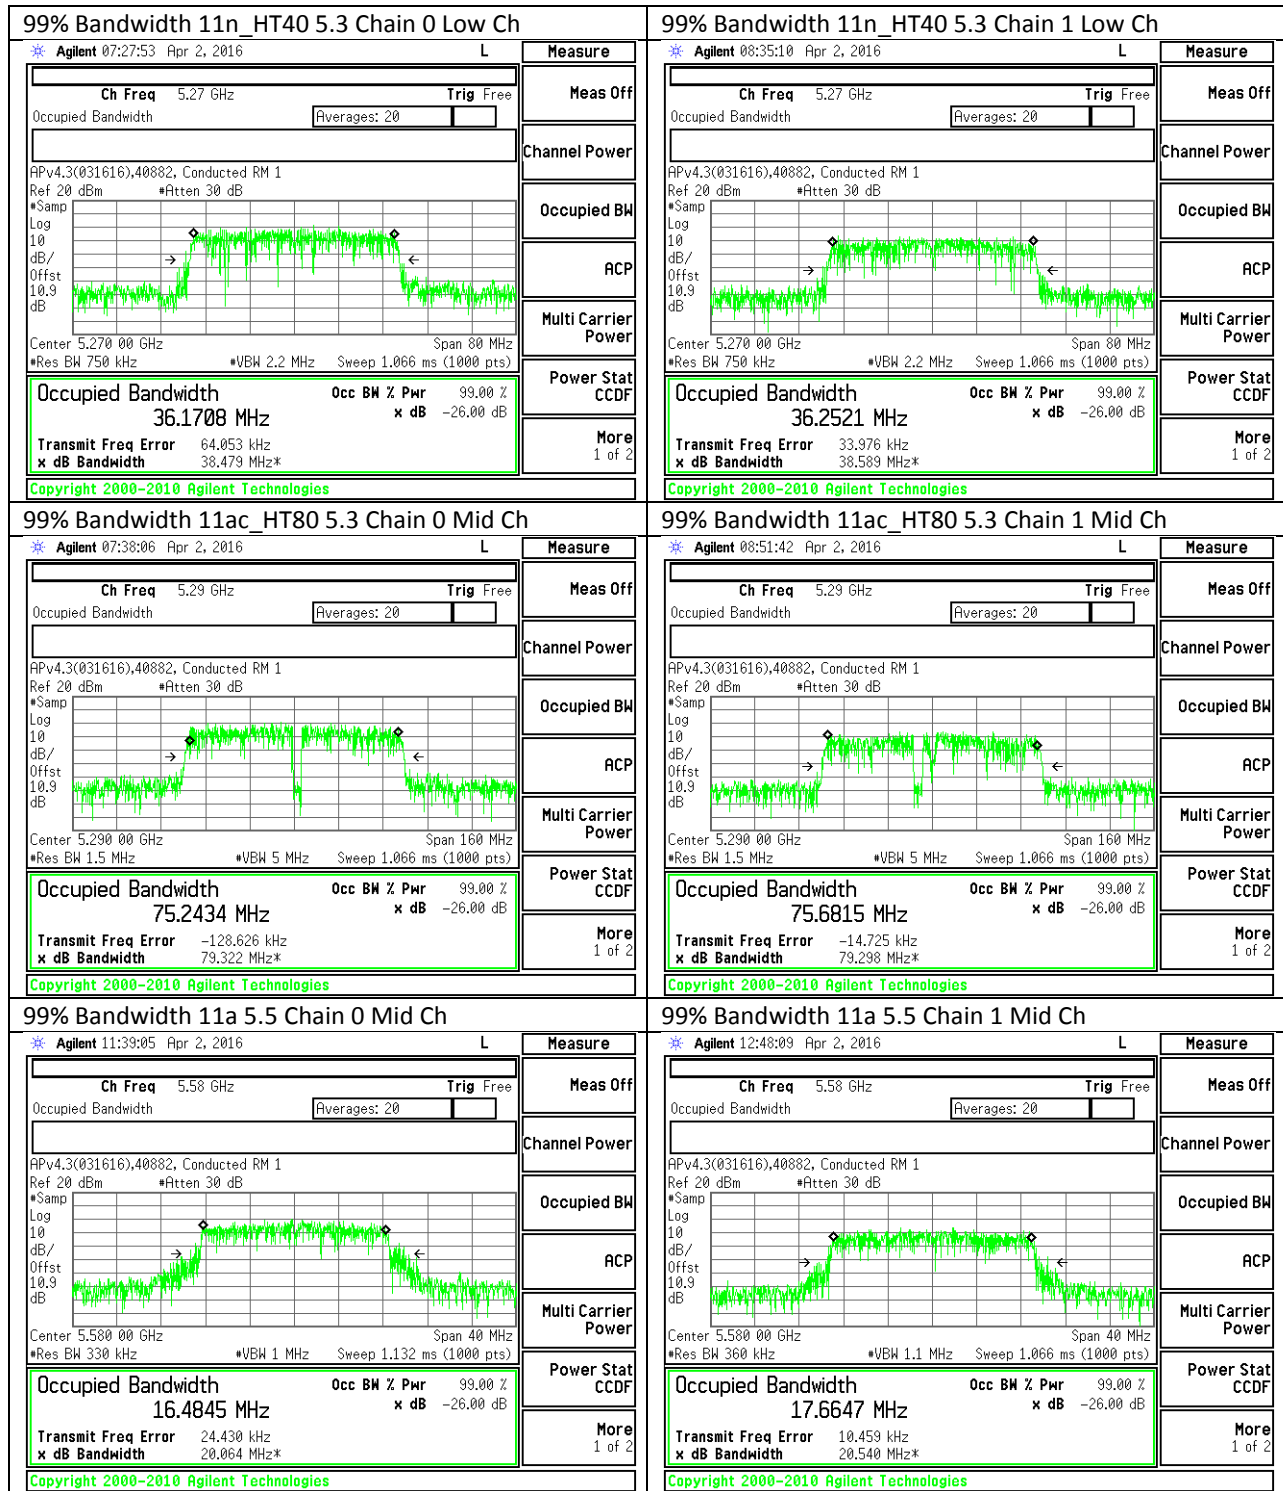 99% Bandwidth 11n_HT40 5.3 Chain 0 Low Ch
Agilent 07:27:53 Apr 2, 2016 L
Measure
Ch Freq 5.27 GHz Trig Free
Meas Off
Occupied Bandwidth Averages: 20
Channel Power
APv4.3(031616),40882, Conducted RM 1
Ref 20 dBm #Atten 30 dB
#Samp
Occupied BW
Log
10
dB/
ACP
Offst
10.9
dB
Multi Carrier
Power
Center 5.270 00 GHz Span 80 MHz
#Res BW 750 kHz #VBW 2.2 MHz Sweep 1.066 ms (1000 pts)
Power Stat
CCDF
Occupied Bandwidth Occ BW % Pwr 99.00 %
36.1708 MHz x dB -26.00 dB
More
1 of 2
Transmit Freq Error 64.053 kHz
x dB Bandwidth 38.479 MHz*
Copyright 2000-2010 Agilent Technologies
99% Bandwidth 11n_HT40 5.3 Chain 1 Low Ch
Agilent 08:35:10 Apr 2, 2016 L
Measure
Ch Freq 5.27 GHz Trig Free
Meas Off
Occupied Bandwidth Averages: 20
Channel Power
APv4.3(031616),40882, Conducted RM 1
Ref 20 dBm #Atten 30 dB
#Samp
Occupied BW
Log
10
dB/
ACP
Offst
10.9
dB
Multi Carrier
Power
Center 5.270 00 GHz Span 80 MHz
#Res BW 750 kHz #VBW 2.2 MHz Sweep 1.066 ms (1000 pts)
Power Stat
CCDF
Occupied Bandwidth Occ BW % Pwr 99.00 %
36.2521 MHz x dB -26.00 dB
More
1 of 2
Transmit Freq Error 33.976 kHz
x dB Bandwidth 38.589 MHz*
Copyright 2000-2010 Agilent Technologies
99% Bandwidth 11ac_HT80 5.3 Chain 0 Mid Ch
Agilent 07:38:06 Apr 2, 2016 L
Measure
Ch Freq 5.29 GHz Trig Free
Meas Off
Occupied Bandwidth Averages: 20
Channel Power
APv4.3(031616),40882, Conducted RM 1
Ref 20 dBm #Atten 30 dB
#Samp
Occupied BW
Log
10
dB/
ACP
Offst
10.9
dB
Multi Carrier
Power
Center 5.290 00 GHz Span 160 MHz
#Res BW 1.5 MHz #VBW 5 MHz Sweep 1.066 ms (1000 pts)
Power Stat
CCDF
Occupied Bandwidth Occ BW % Pwr 99.00 %
75.2434 MHz x dB -26.00 dB
More
1 of 2
Transmit Freq Error -128.626 kHz
x dB Bandwidth 79.322 MHz*
Copyright 2000-2010 Agilent Technologies
99% Bandwidth 11ac_HT80 5.3 Chain 1 Mid Ch
Agilent 08:51:42 Apr 2, 2016 L
Measure
Ch Freq 5.29 GHz Trig Free
Meas Off
Occupied Bandwidth Averages: 20
Channel Power
APv4.3(031616),40882, Conducted RM 1
Ref 20 dBm #Atten 30 dB
#Samp
Occupied BW
Log
10
dB/
ACP
Offst
10.9
dB
Multi Carrier
Power
Center 5.290 00 GHz Span 160 MHz
#Res BW 1.5 MHz #VBW 5 MHz Sweep 1.066 ms (1000 pts)
Power Stat
CCDF
Occupied Bandwidth Occ BW % Pwr 99.00 %
75.6815 MHz x dB -26.00 dB
More
1 of 2
Transmit Freq Error -14.725 kHz
x dB Bandwidth 79.298 MHz*
Copyright 2000-2010 Agilent Technologies
99% Bandwidth 11a 5.5 Chain 0 Mid Ch
Agilent 11:39:05 Apr 2, 2016 L
Measure
Ch Freq 5.58 GHz Trig Free
Meas Off
Occupied Bandwidth Averages: 20
Channel Power
APv4.3(031616),40882, Conducted RM 1
Ref 20 dBm #Atten 30 dB
#Samp
Occupied BW
Log
10
dB/
ACP
Offst
10.9
dB
Multi Carrier
Power
Center 5.580 00 GHz Span 40 MHz
#Res BW 330 kHz #VBW 1 MHz Sweep 1.132 ms (1000 pts)
Power Stat
CCDF
Occupied Bandwidth Occ BW % Pwr 99.00 %
16.4845 MHz x dB -26.00 dB
More
1 of 2
Transmit Freq Error 24.430 kHz
x dB Bandwidth 20.064 MHz*
Copyright 2000-2010 Agilent Technologies
99% Bandwidth 11a 5.5 Chain 1 Mid Ch
Agilent 12:48:09 Apr 2, 2016 L
Measure
Ch Freq 5.58 GHz Trig Free
Meas Off
Occupied Bandwidth Averages: 20
Channel Power
APv4.3(031616),40882, Conducted RM 1
Ref 20 dBm #Atten 30 dB
#Samp
Occupied BW
Log
10
dB/
ACP
Offst
10.9
dB
Multi Carrier
Power
Center 5.580 00 GHz Span 40 MHz
#Res BW 360 kHz #VBW 1.1 MHz Sweep 1.066 ms (1000 pts)
Power Stat
CCDF
Occupied Bandwidth Occ BW % Pwr 99.00 %
17.6647 MHz x dB -26.00 dB
More
1 of 2
Transmit Freq Error 10.459 kHz
x dB Bandwidth 20.540 MHz*
Copyright 2000-2010 Agilent Technologies